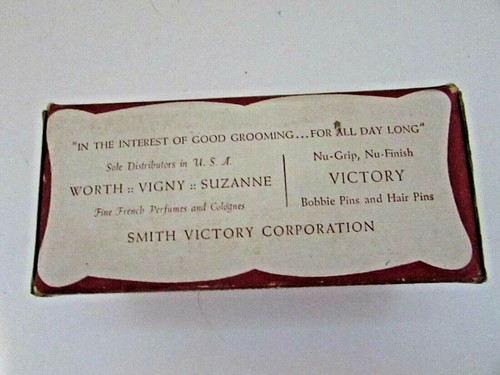 "IN THE INTEREST OF GOOD GROOMING...FOR ALL DAY LONG"
Sole Distributors in U. S. A.
WORTH :: VIGNY :: SUZANNE
Fine French Perfumes and Colognes
Nu-Grip, Nu-Finish
VICTORY
Bobbie Pins and Hair Pins
SMITH VICTORY CORPORATION